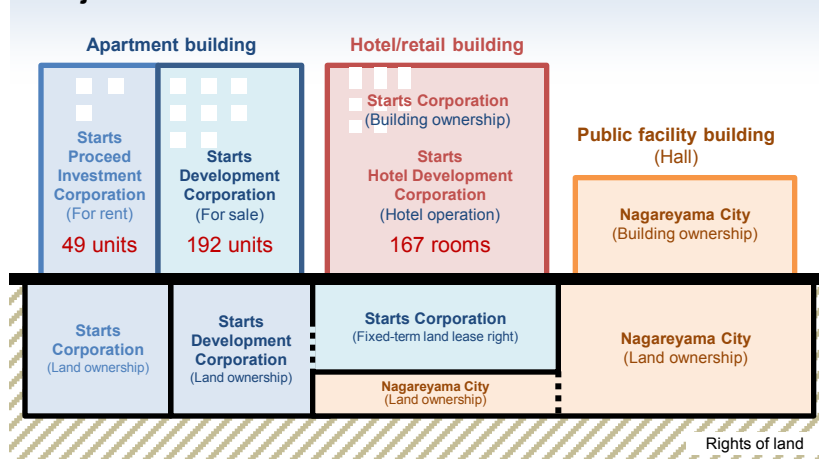 Apartment building
Hotel/retail building
Starts
Proceed
Investment
Corporation
(For rent)
49 units
Starts
Development
Corporation
(For sale)
192 units
Starts Corporation
(Building ownership)
Starts
Hotel Development
Corporation
(Hotel operation)
167 rooms
Public facility building
(Hall)
Nagareyama City
(Building ownership)
Starts
Corporation
(Land ownership)
Starts
Development
Corporation
(Land ownership)
Starts Corporation
(Fixed-term land lease right)
Nagareyama City
(Land ownership)
Nagareyama City
(Land ownership)
Rights of land